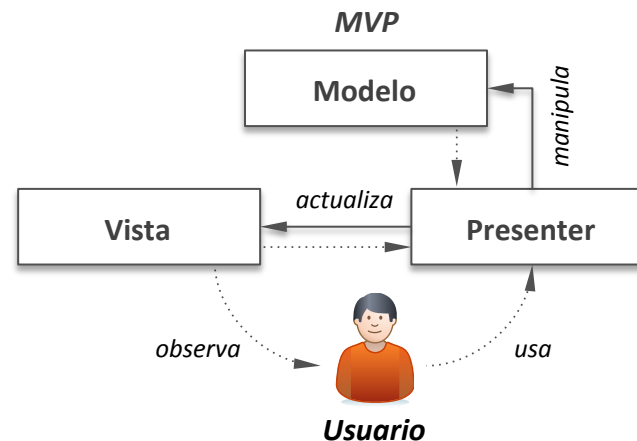 MVP
Modelo
manipula
actualiza
Vista
Presenter
observa
usa
Usuario